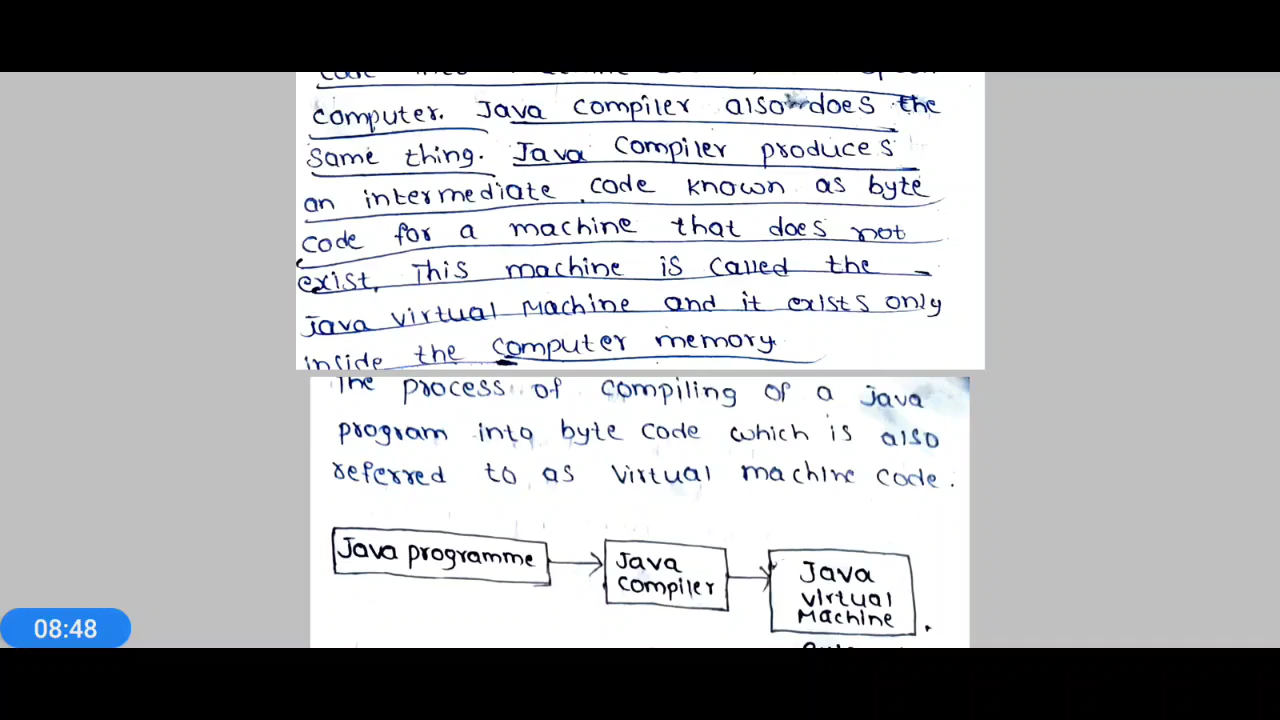 computer. Java compiler also does the
same thing. Java compiler produces
an intermediate code known as byte
code for a machine that does not
exist. This machine is called the
java virtual Machine and it exists only
inside the computer memory.
The process of compiling of a java
program into byte code which is also
referred to as virtual machine code.
Java programme
Java
compiler
Java
virtual
Machine
08:48